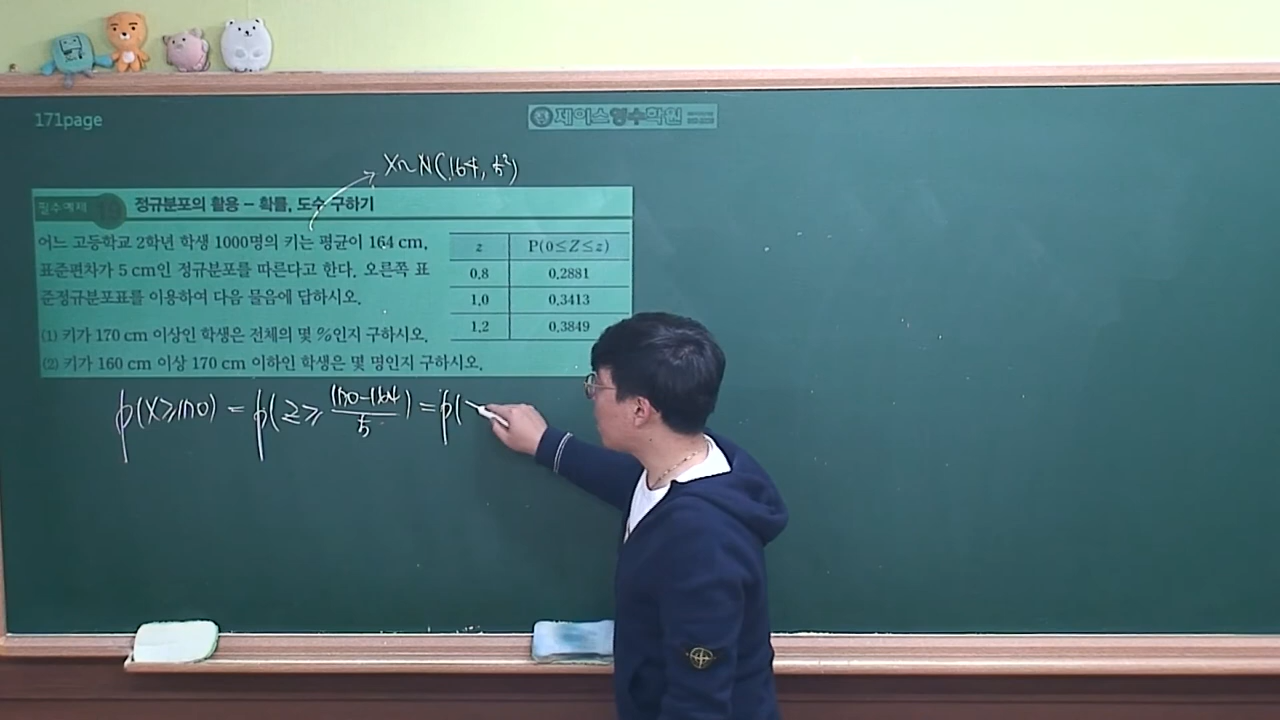 171page
제이스영수학원
X~N(164, 5²)
필수예제 19 정규분포의 활용 – 확률, 도수 구하기
어느 고등학교 2학년 학생 1000명의 키는 평균이 164 cm,
표준편차가 5 cm인 정규분포를 따른다고 한다. 오른쪽 표
준정규분포표를 이용하여 다음 물음에 답하시오.
(1) 키가 170 cm 이상인 학생은 전체의 몇 %인지 구하시오.
(2) 키가 160 cm 이상 170 cm 이하인 학생은 몇 명인지 구하시오.
z P(0≤Z≤z)
0.8 0.2881
1.0 0.3413
1.2 0.3849
P(X≥170) = P(Z≥ (170-164)/5) = P(